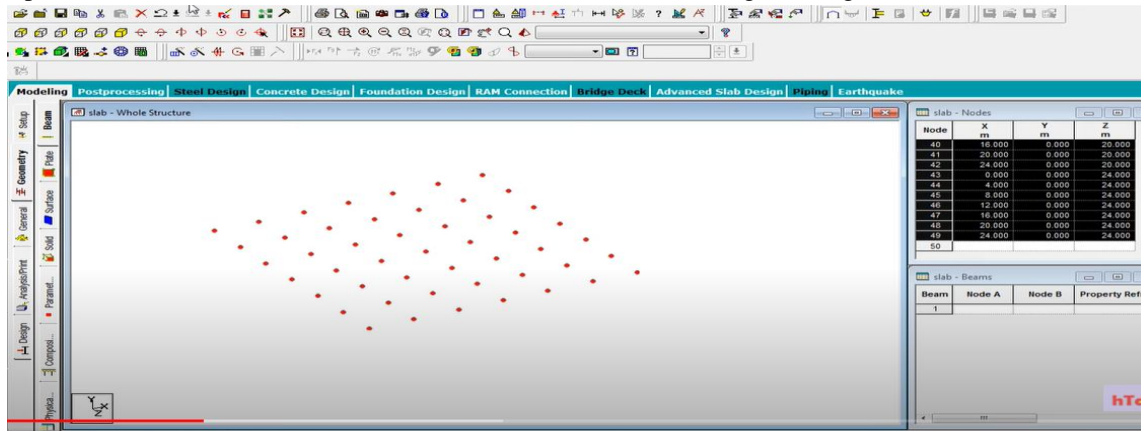 Modeling Postprocessing Steel Design Concrete Design Foundation Design RAM Connection Bridge Deck Advanced Slab Design Piping Earthquake
Setup
Geometry
General
Analysis/Print
Design
Beam
Plate
Surface
Solid
Paramet...
Composi...
Physica...
slab - Whole Structure
Y
X
Z
slab - Nodes
Node X m Y m Z m
40 16.000 0.000 20.000
41 20.000 0.000 20.000
42 24.000 0.000 20.000
43 0.000 0.000 24.000
44 4.000 0.000 24.000
45 8.000 0.000 24.000
46 12.000 0.000 24.000
47 16.000 0.000 24.000
48 20.000 0.000 24.000
49 24.000 0.000 24.000
50
slab - Beams
Beam Node A Node B Property Ref
1